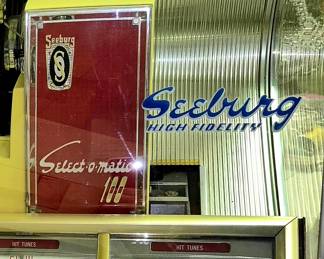 Seeburg
S
Select-o-matic
100
Seeburg
HIGH FIDELITY
HIT TUNES
HIT TUNES